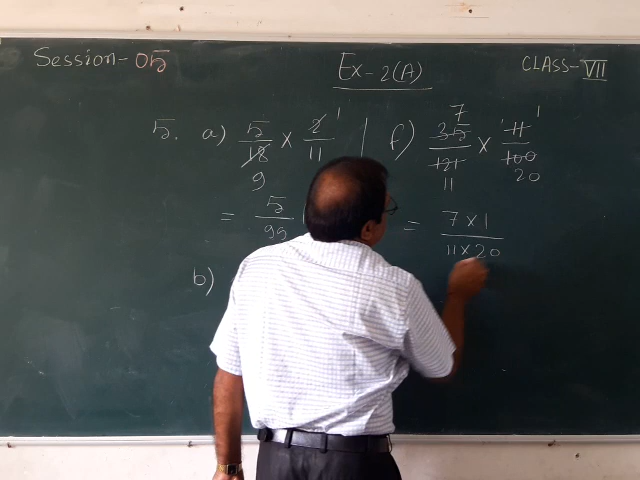 Session-05 Ex-2(A) CLASS-VII
5. a) 5/18 × 2/11 1 9 f) 35/121 × 11/100 7 1 11 20
= 5/99 = 7×1/11×20
b)